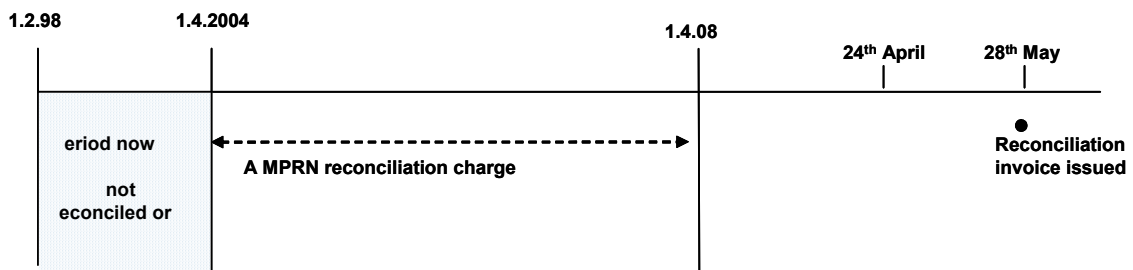 1.2.98
1.4.2004
1.4.08
24th April
28th May
eriod now
not
econciled or
A MPRN reconciliation charge
Reconciliation
invoice issued